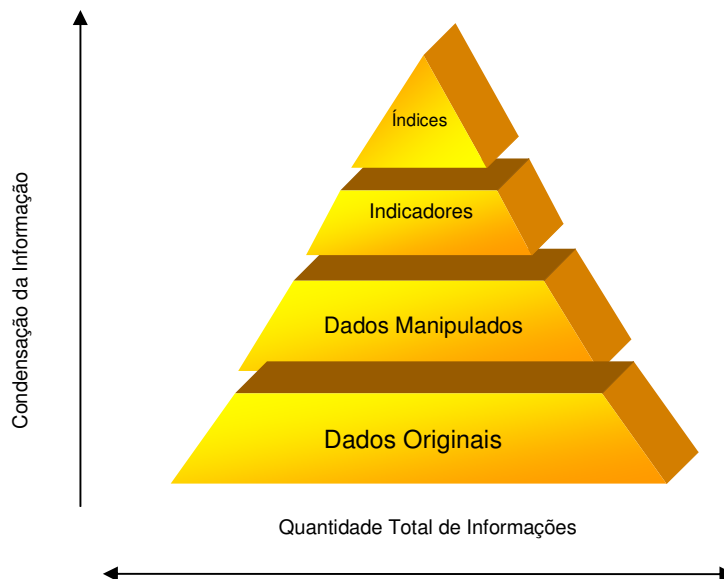 Índices
Indicadores
Dados Manipulados
Dados Originais
Condensação da Informação
Quantidade Total de Informações